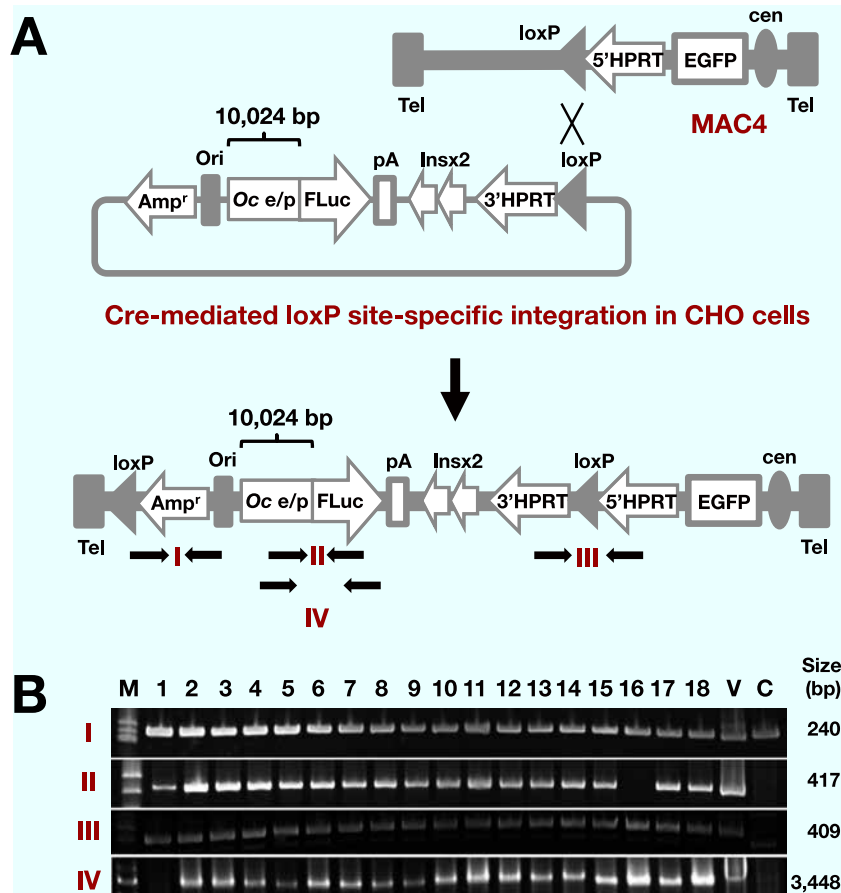 A
loxP
cen
5'HPRT
EGFP
Tel
Tel
MAC4
10,024 bp
Ori
pA
Insx2
loxP
Ampʳ
Oc e/p
FLuc
3'HPRT
Cre-mediated loxP site-specific integration in CHO cells
10,024 bp
loxP
Ori
pA
Insx2
loxP
cen
Ampʳ
Oc e/p
FLuc
3'HPRT
5'HPRT
EGFP
Tel
Tel
I
II
III
IV
B
M 1 2 3 4 5 6 7 8 9 10 11 12 13 14 15 16 17 18 V C
Size
(bp)
I 240
II 417
III 409
IV 3,448